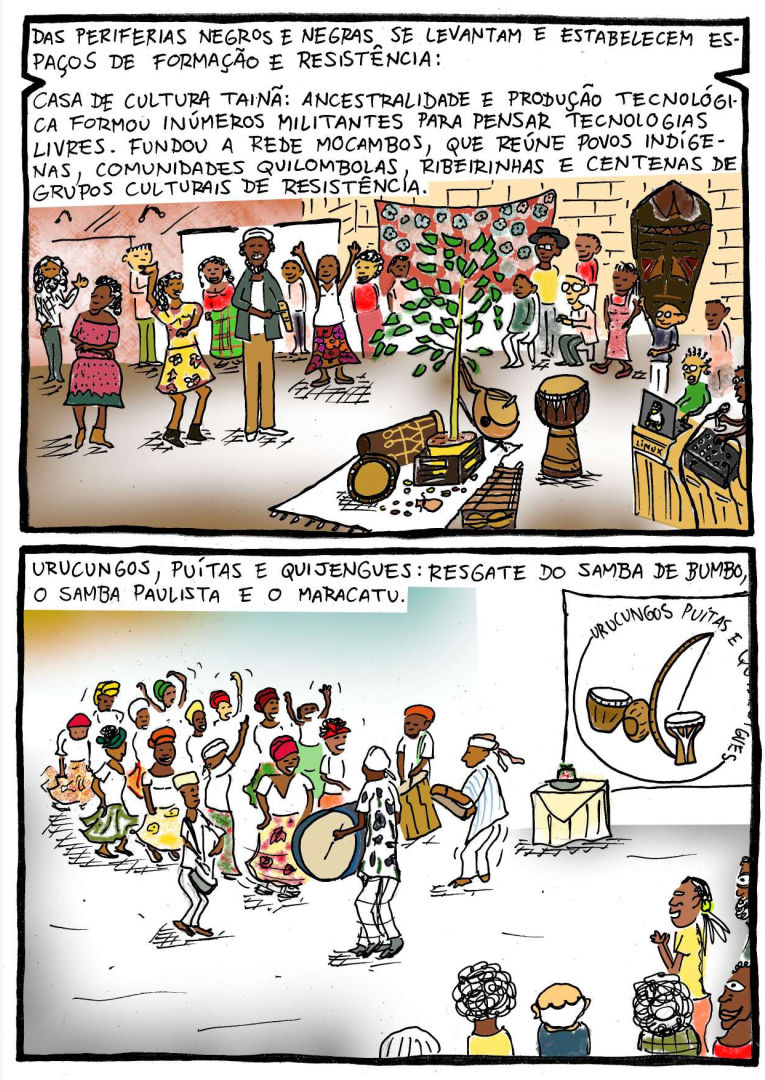 DAS PERIFERIAS NEGROS E NEGRAS SE LEVANTAM E ESTABELECEM ES-
PAÇOS DE FORMAÇÃO E RESISTÊNCIA:
CASA DE CULTURA TAINÃ: ANCESTRALIDADE E PRODUÇÃO TECNOLÓGI-
CA FORMOU INÚMEROS MILITANTES PARA PENSAR TECNOLOGIAS
LIVRES. FUNDOU A REDE MOCAMBOS, QUE REÚNE POVOS INDÍGE-
NAS, COMUNIDADES QUILOMBOLAS, RIBEIRINHAS E CENTENAS DE
GRUPOS CULTURAIS DE RESISTÊNCIA.
LINUX
URUCUNGOS, PUÍTAS E QUIJENGUES: RESGATE DO SAMBA DE BUMBO,
O SAMBA PAULISTA E O MARACATU.
URUCUNGOS PUÍTAS E